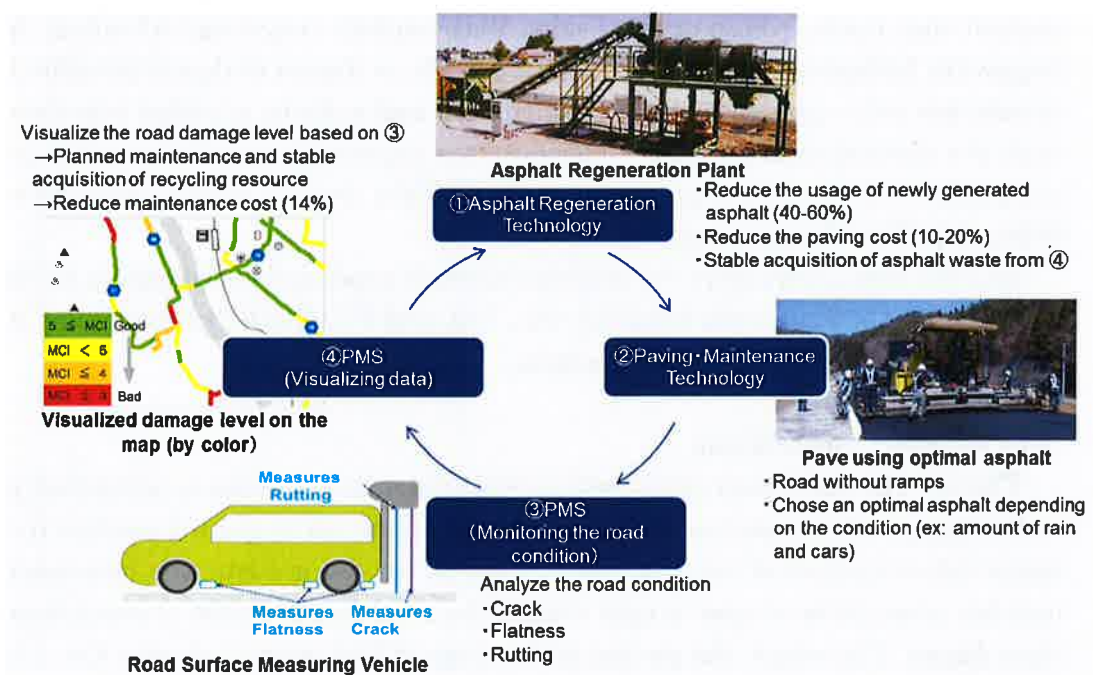 Visualize the road damage level based on ③
→Planned maintenance and stable
acquisition of recycling resource
→Reduce maintenance cost (14%)
5 ≦ MCI Good
MCI < 5
MCI ≦ 4
MCI ≦ 3 Bad
Visualized damage level on the
map (by color)
④PMS
(Visualizing data)
Asphalt Regeneration Plant
①Asphalt Regeneration
Technology
・Reduce the usage of newly generated
asphalt (40-60%)
・Reduce the paving cost (10-20%)
・Stable acquisition of asphalt waste from ④
②Paving・Maintenance
Technology
Pave using optimal asphalt
・Road without ramps
・Chose an optimal asphalt depending
on the condition (ex: amount of rain
and cars)
③PMS
(Monitoring the road
condition)
Analyze the road condition
・Crack
・Flatness
・Rutting
Measures
Rutting
Measures
Flatness
Measures
Crack
Road Surface Measuring Vehicle